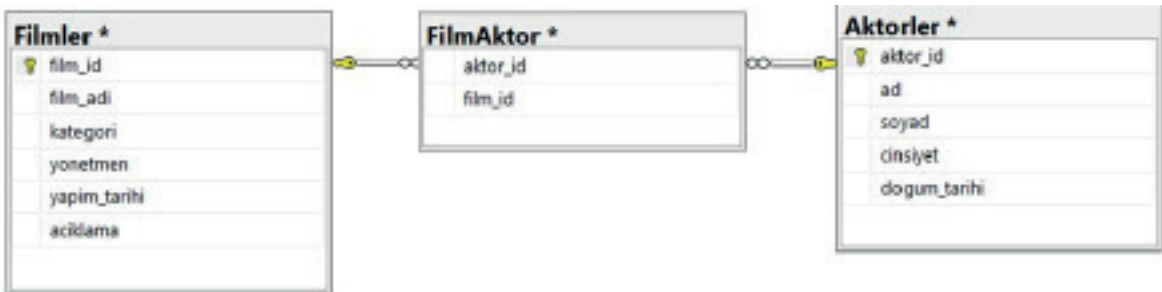 Filmler *
film_id
film_adi
kategori
yonetmen
yapim_tarihi
aciklama
FilmAktor *
aktor_id
film_id
Aktorler *
aktor_id
ad
soyad
cinsiyet
dogum_tarihi